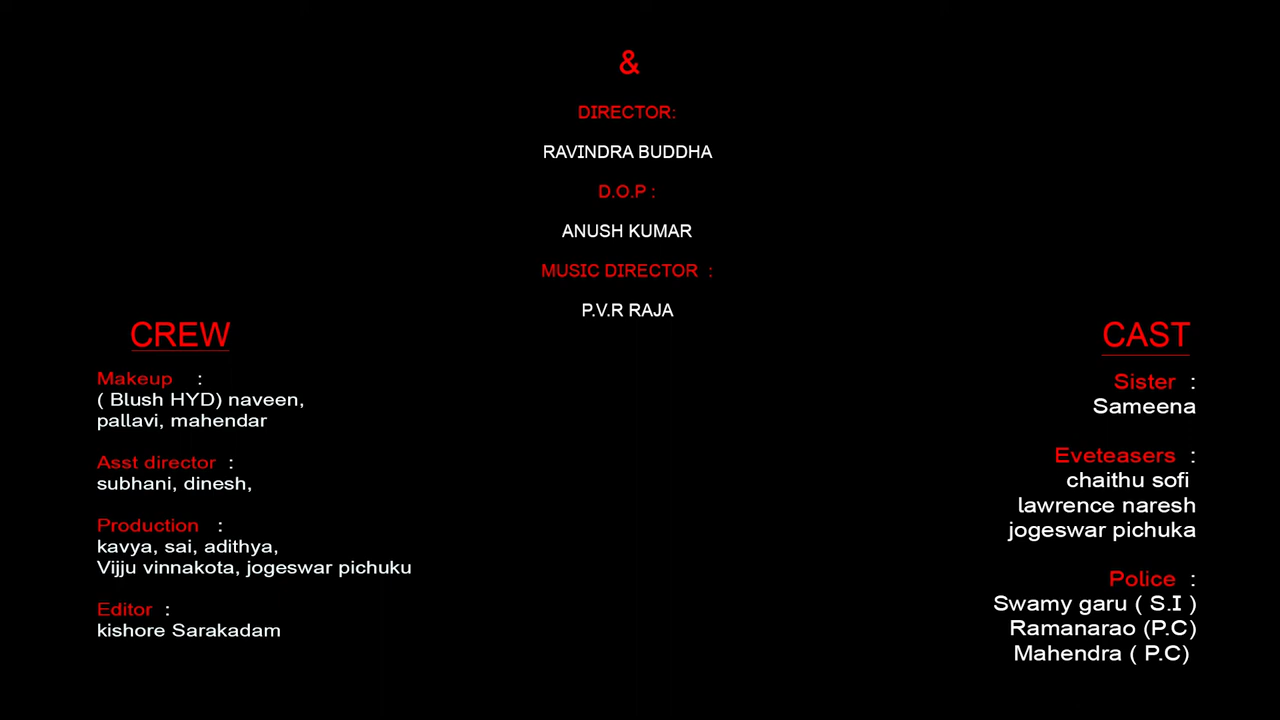 &
DIRECTOR:
RAVINDRA BUDDHA
D.O.P :
ANUSH KUMAR
MUSIC DIRECTOR :
P.V.R RAJA
CREW
Makeup :
( Blush HYD) naveen,
pallavi, mahendar
Asst director :
subhani, dinesh,
Production :
kavya, sai, adithya,
Vijju vinnakota, jogeswar pichuku
Editor :
kishore Sarakadam
CAST
Sister :
Sameena
Eveteasers :
chaithu sofi
lawrence naresh
jogeswar pichuka
Police :
Swamy garu ( S.I )
Ramanarao (P.C)
Mahendra ( P.C)